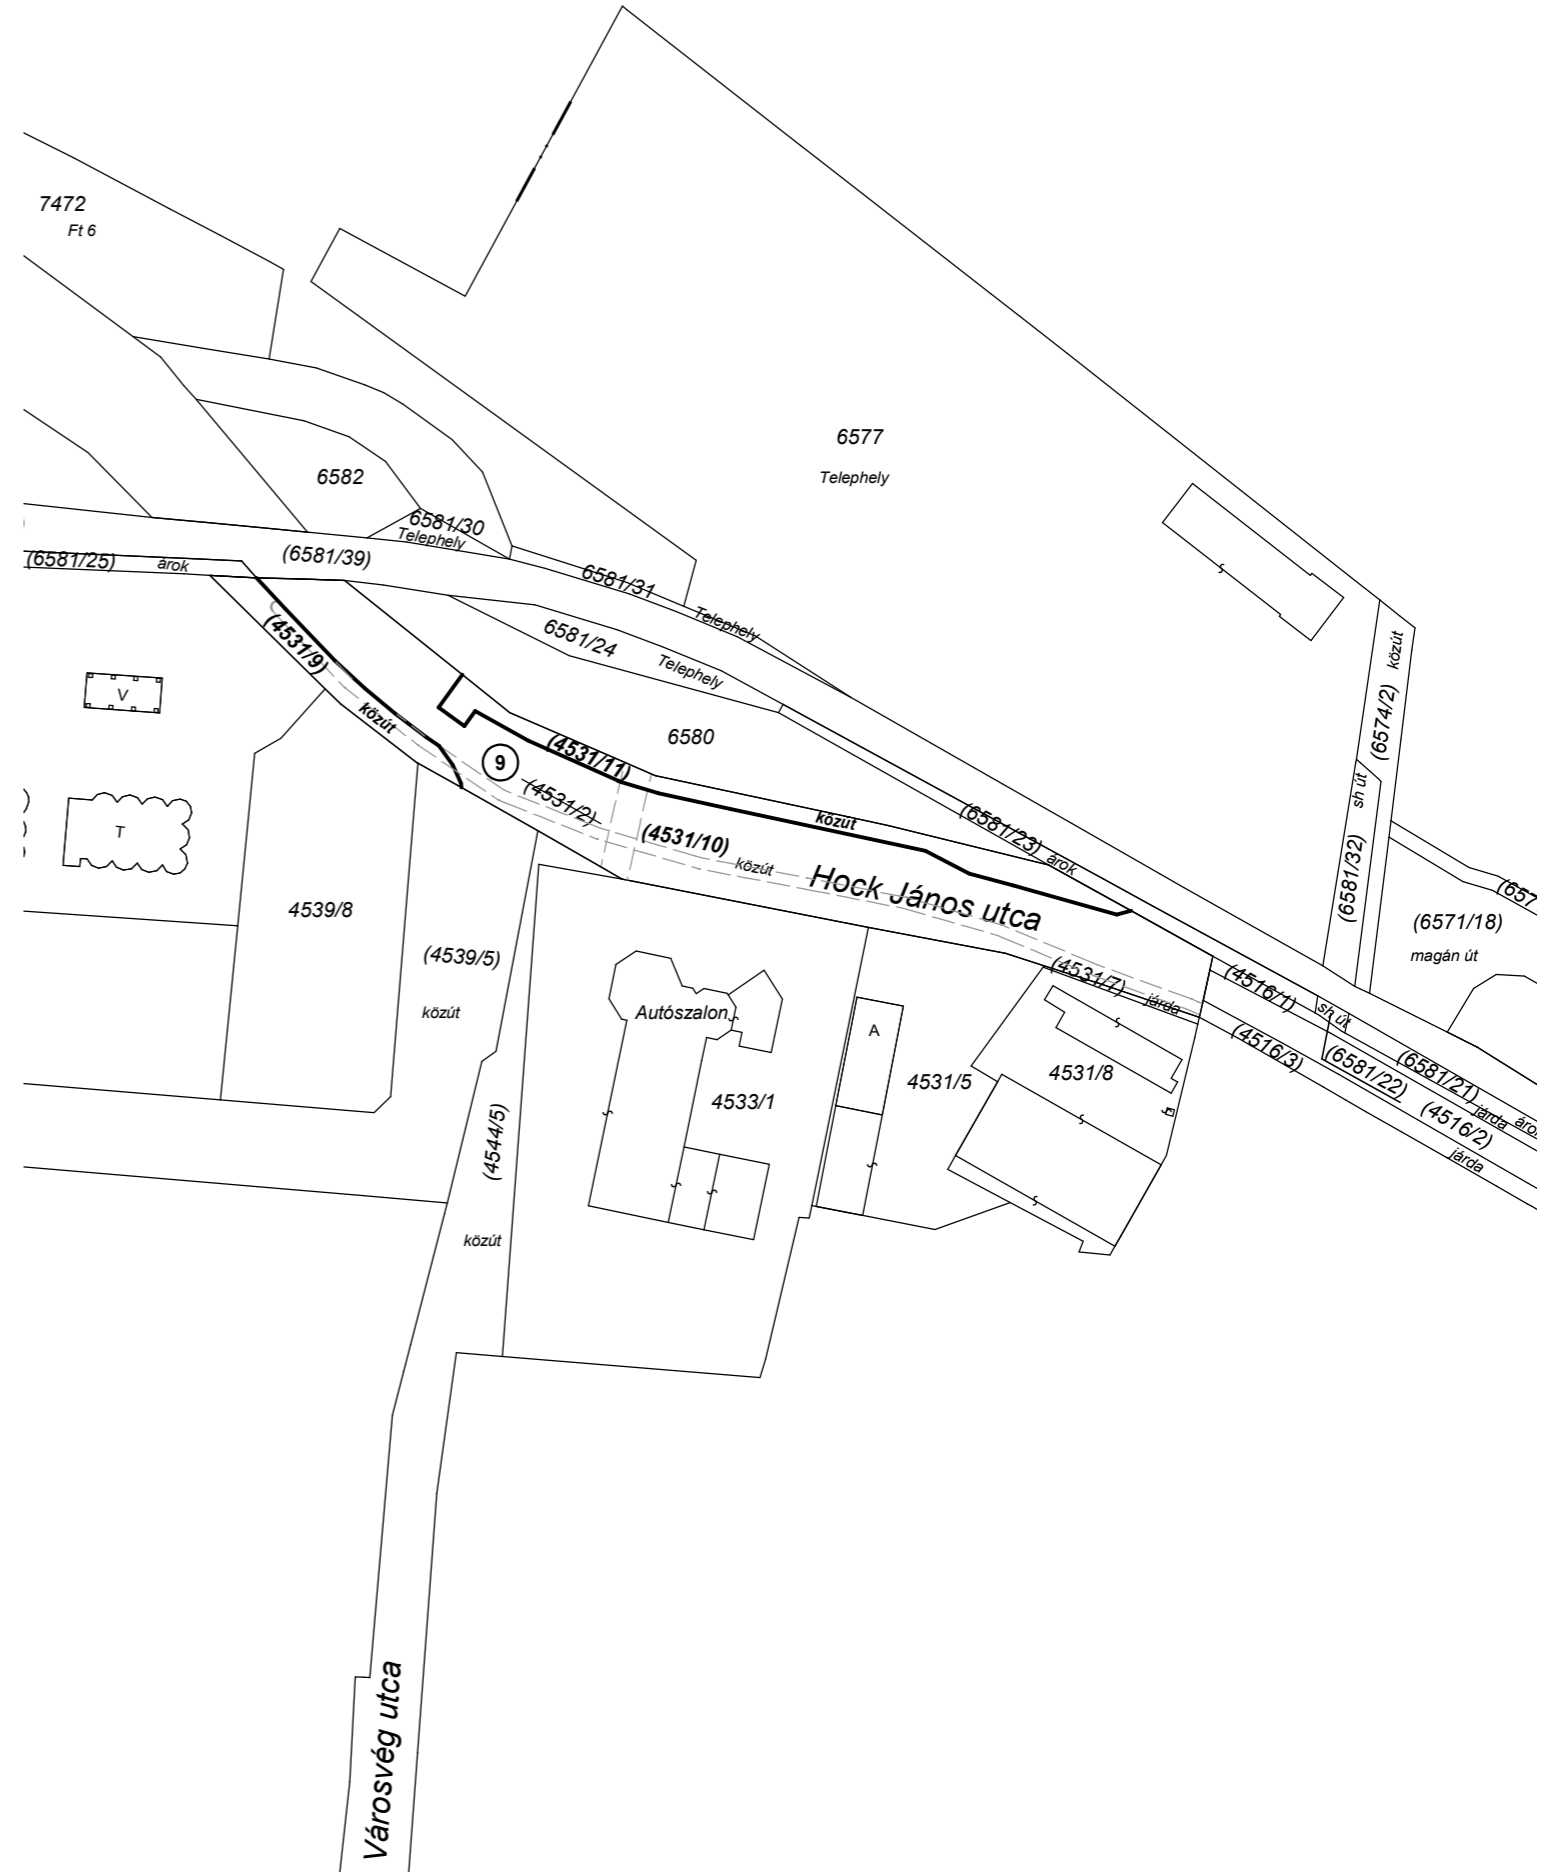 7472
Ft 6
6577
Telephely
6582
6581/30
Telephely
(6581/39)
(6581/25)
árok
6581/31
Telephely
6581/24
Telephely
(4531/9)
közút
V
T
6580
(4531/11)
9
(4531/2)
(4531/10)
közút
közút
Hock János utca
(6581/23)
árok
(6574/2)
közút
sh út
(6581/32)
(6571/18)
magán út
4539/8
(4539/5)
közút
(4531/7)
járda
(4516/1)
sh út
(4516/3)
(6581/22)
(6581/21)
járda
(4516/2)
járda
Autószalon
A
4533/1
4531/5
4531/8
(4544/5)
közút
Városvég utca